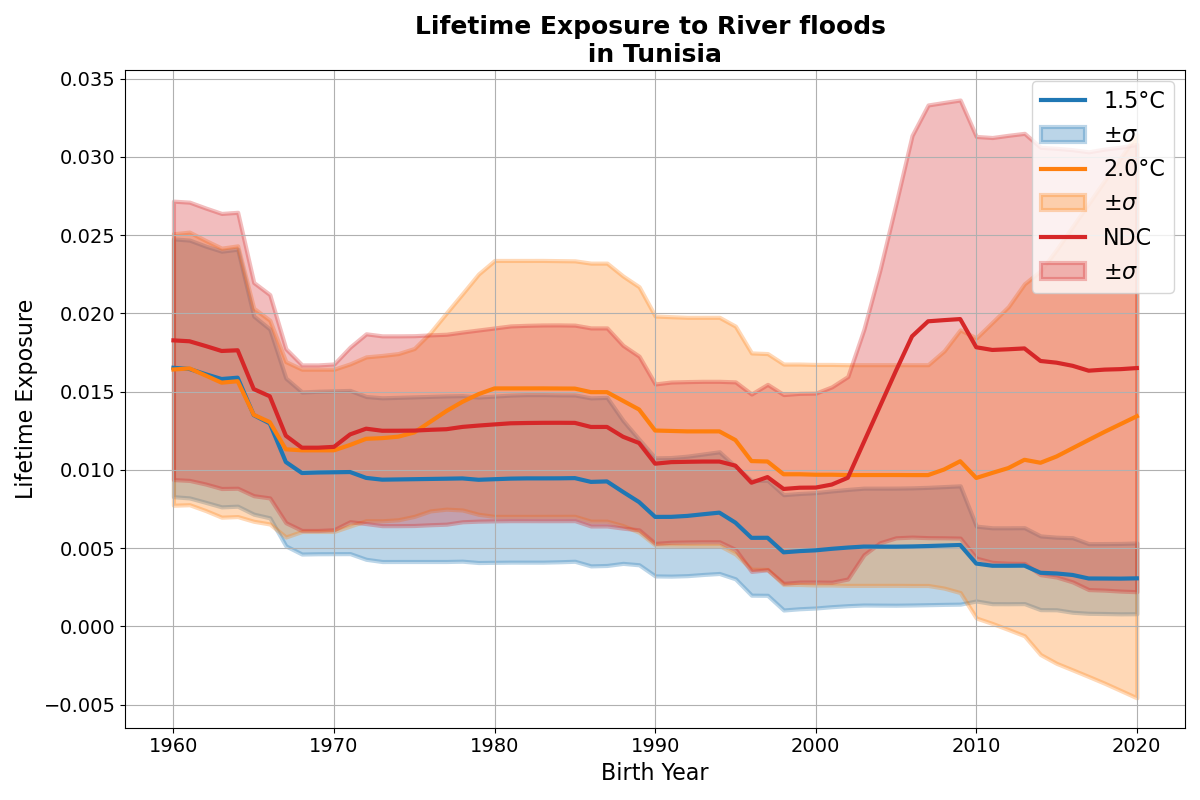 Lifetime Exposure to River floods
in Tunisia
0.035
0.030
0.025
0.020
0.015
0.010
0.005
0.000
−0.005
Lifetime Exposure
1960
1970
1980
1990
2000
2010
2020
Birth Year
1.5°C
±σ
2.0°C
±σ
NDC
±σ